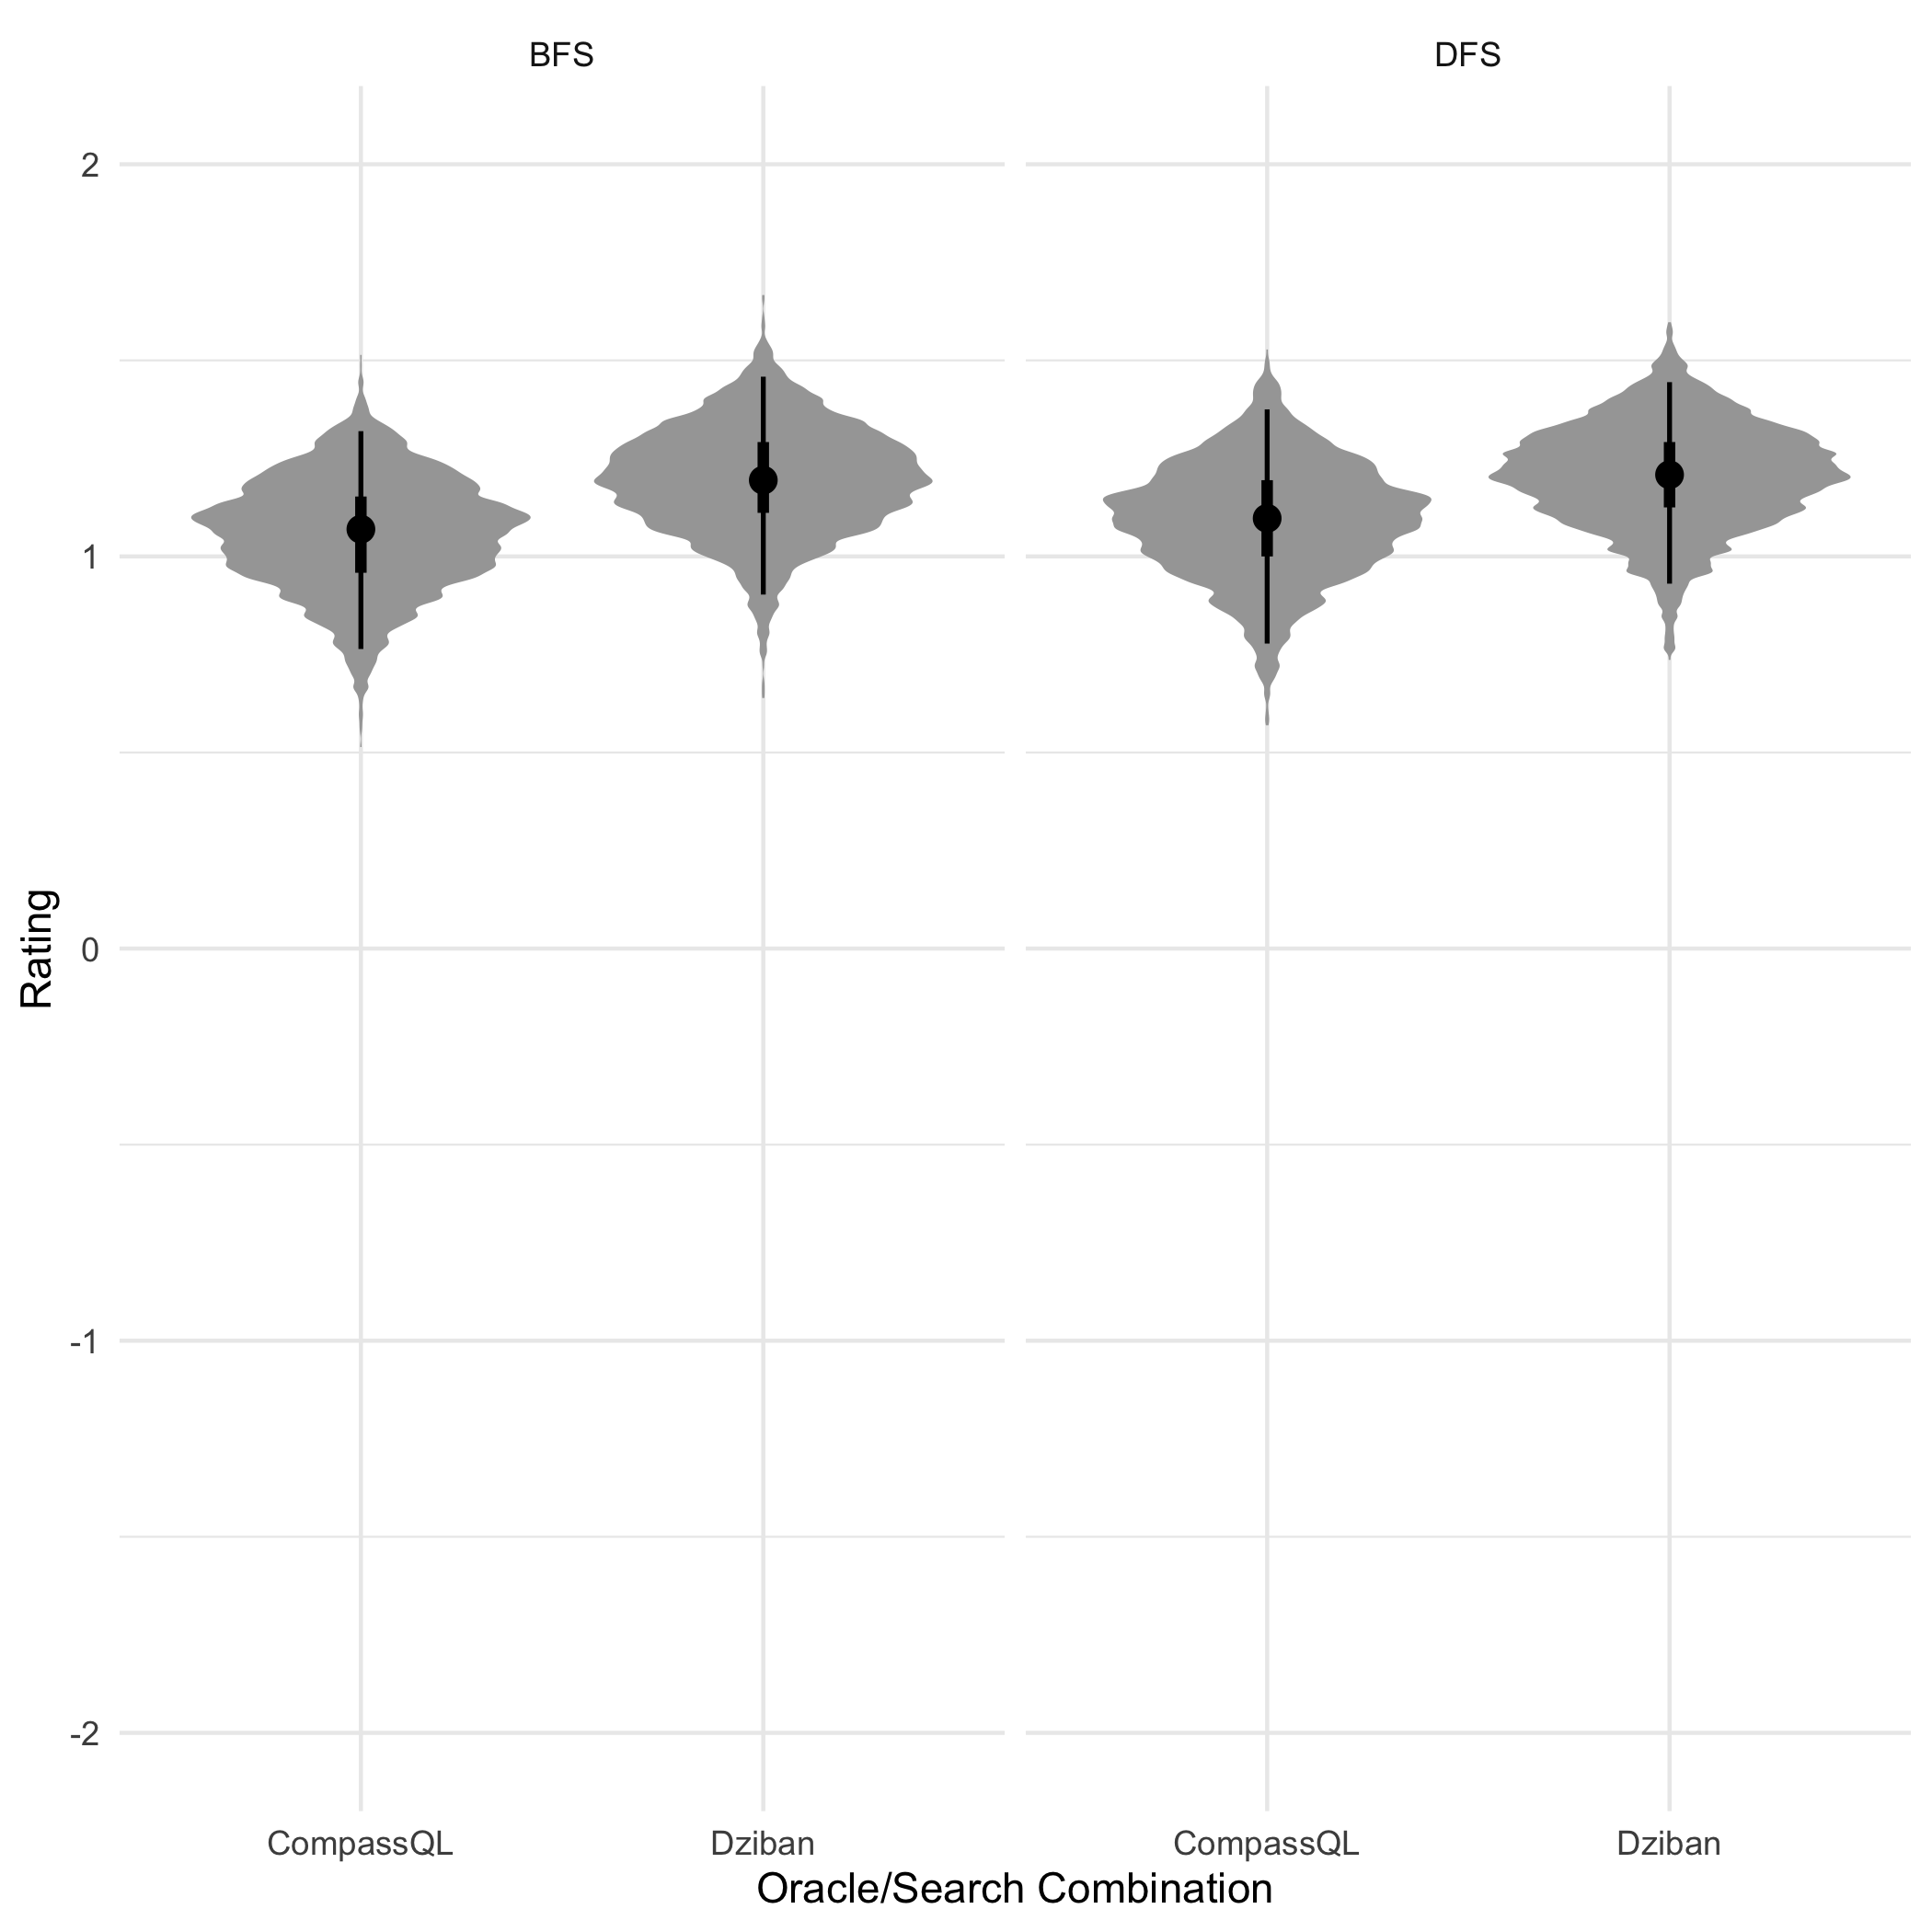 BFS
DFS
2
1
0
-1
-2
Rating
CompassQL
Dziban
CompassQL
Dziban
Oracle/Search Combination